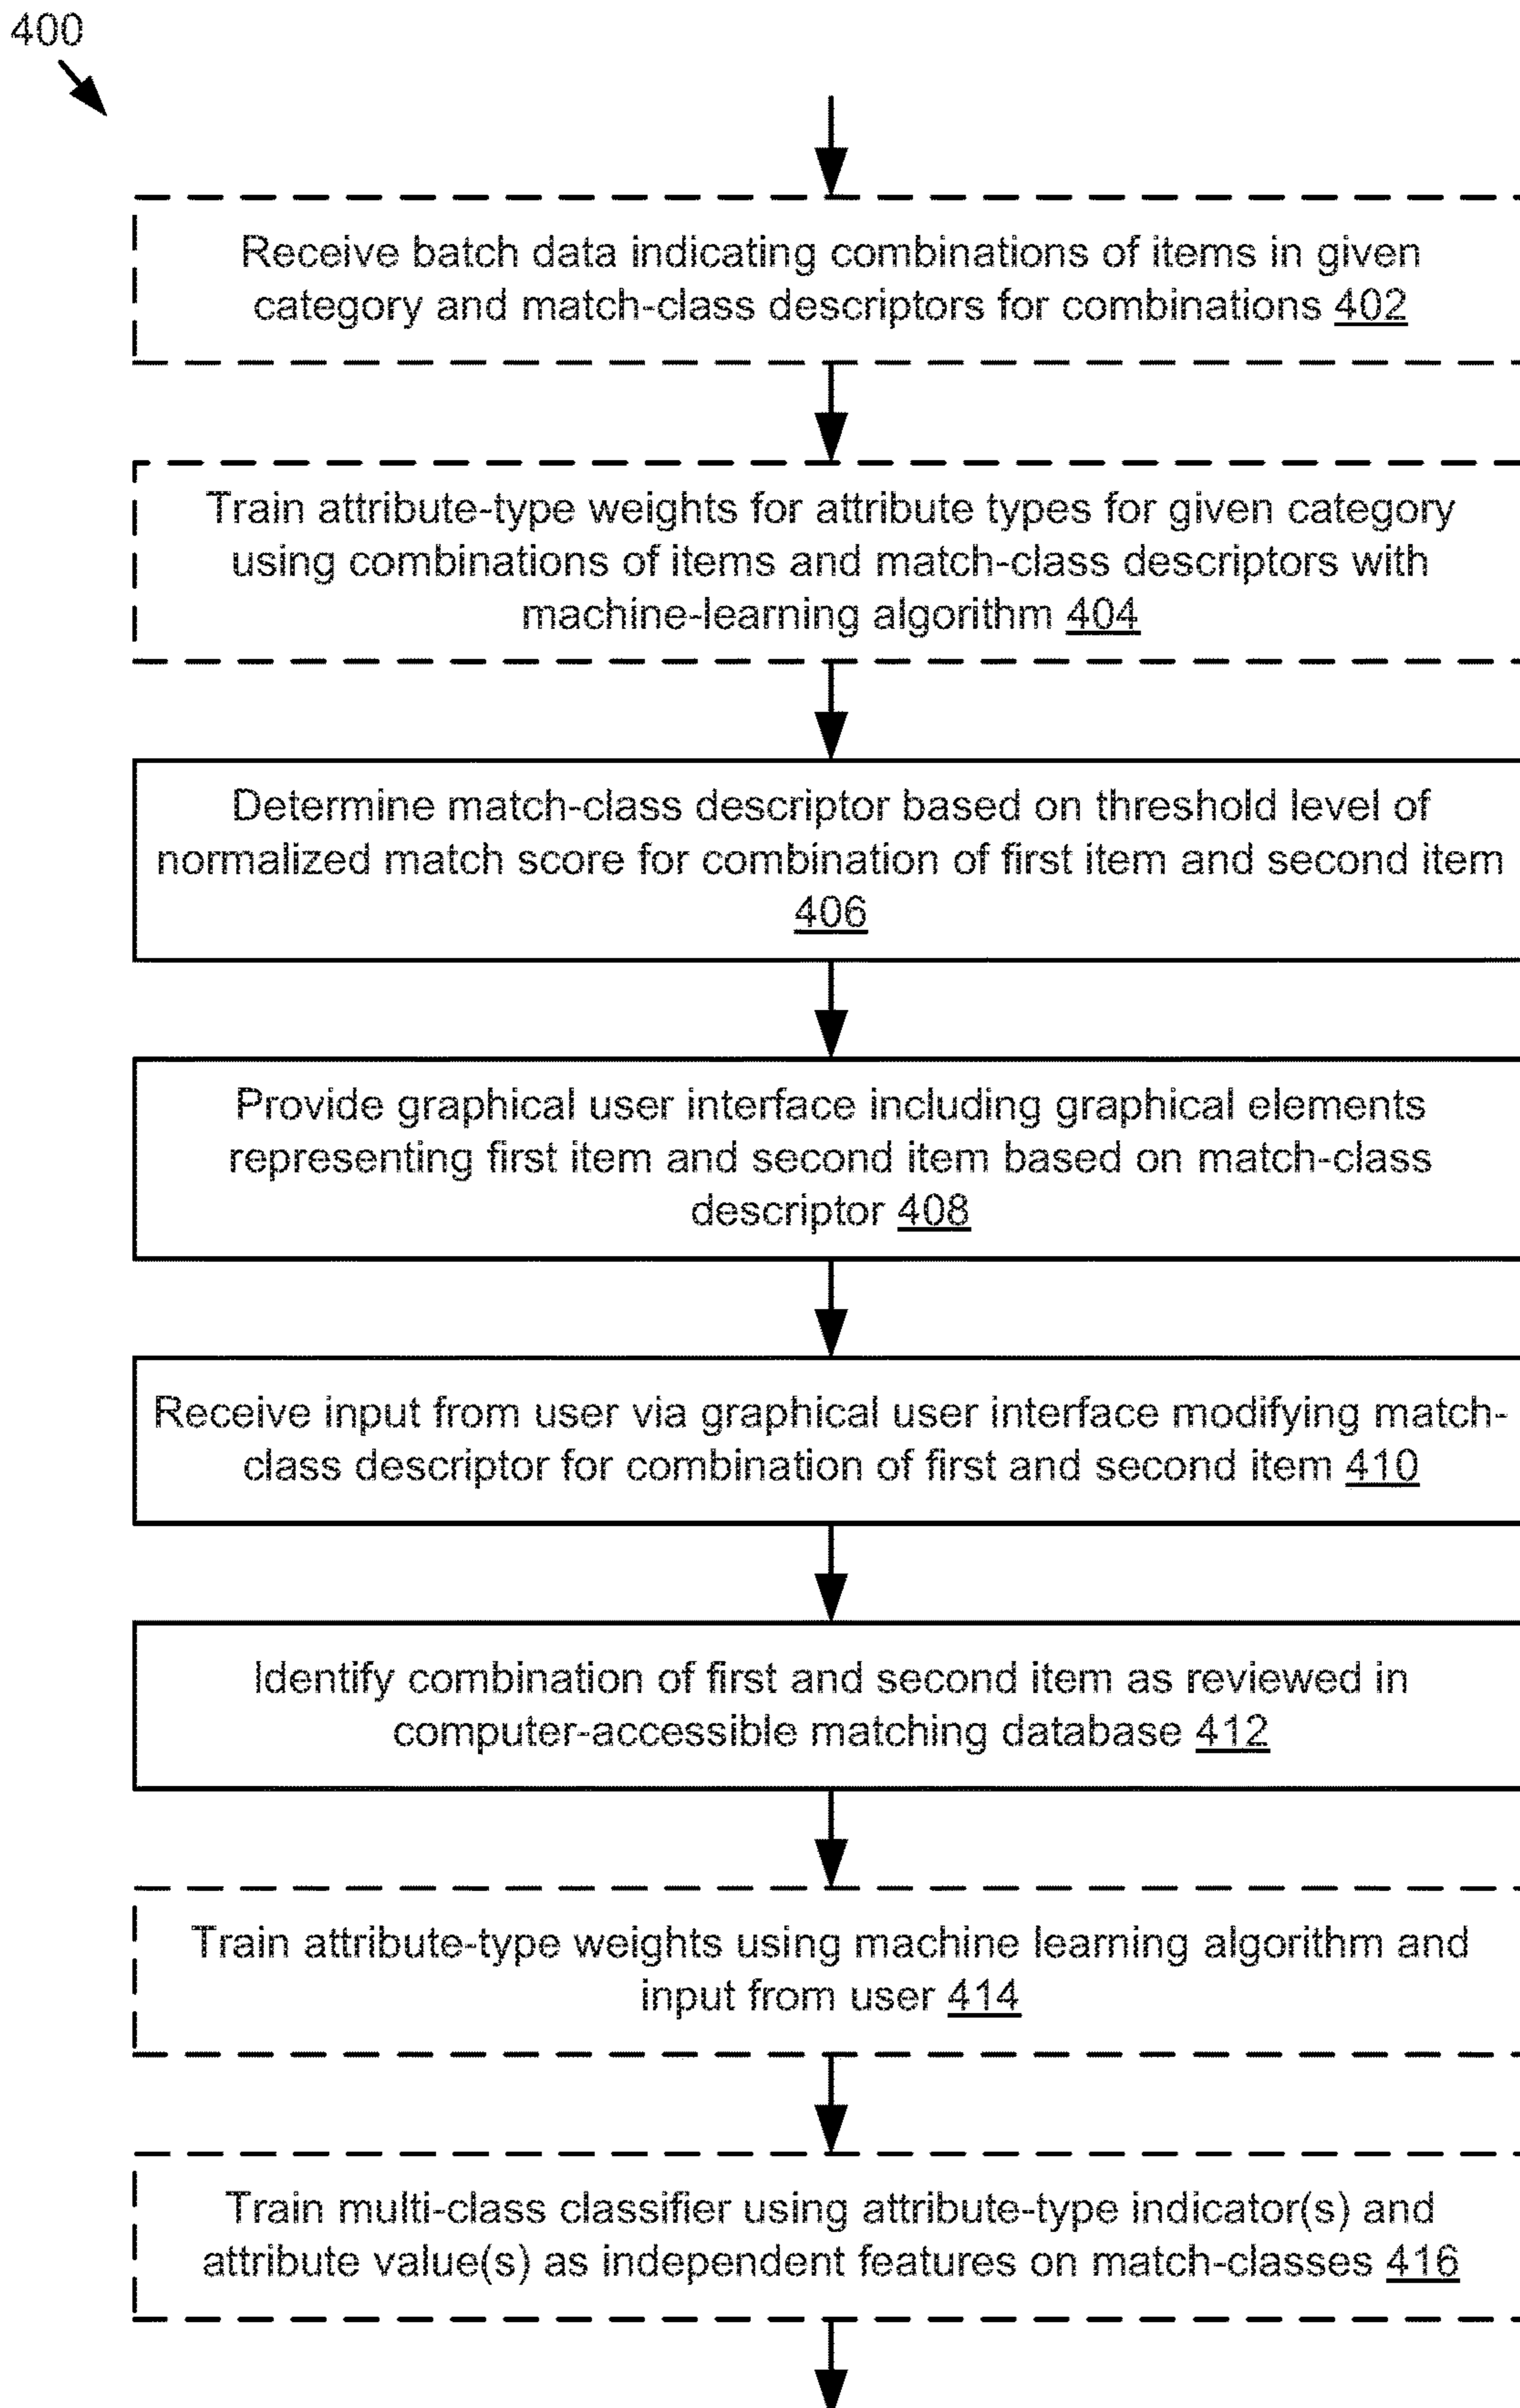 400
Receive batch data indicating combinations of items in given
category and match-class descriptors for combinations 402
Train attribute-type weights for attribute types for given category
using combinations of items and match-class descriptors with
machine-learning algorithm 404
Determine match-class descriptor based on threshold level of
normalized match score for combination of first item and second item
406
Provide graphical user interface including graphical elements
representing first item and second item based on match-class
descriptor 408
Receive input from user via graphical user interface modifying match-
class descriptor for combination of first and second item 410
Identify combination of first and second item as reviewed in
computer-accessible matching database 412
Train attribute-type weights using machine learning algorithm and
input from user 414
Train multi-class classifier using attribute-type indicator(s) and
attribute value(s) as independent features on match-classes 416